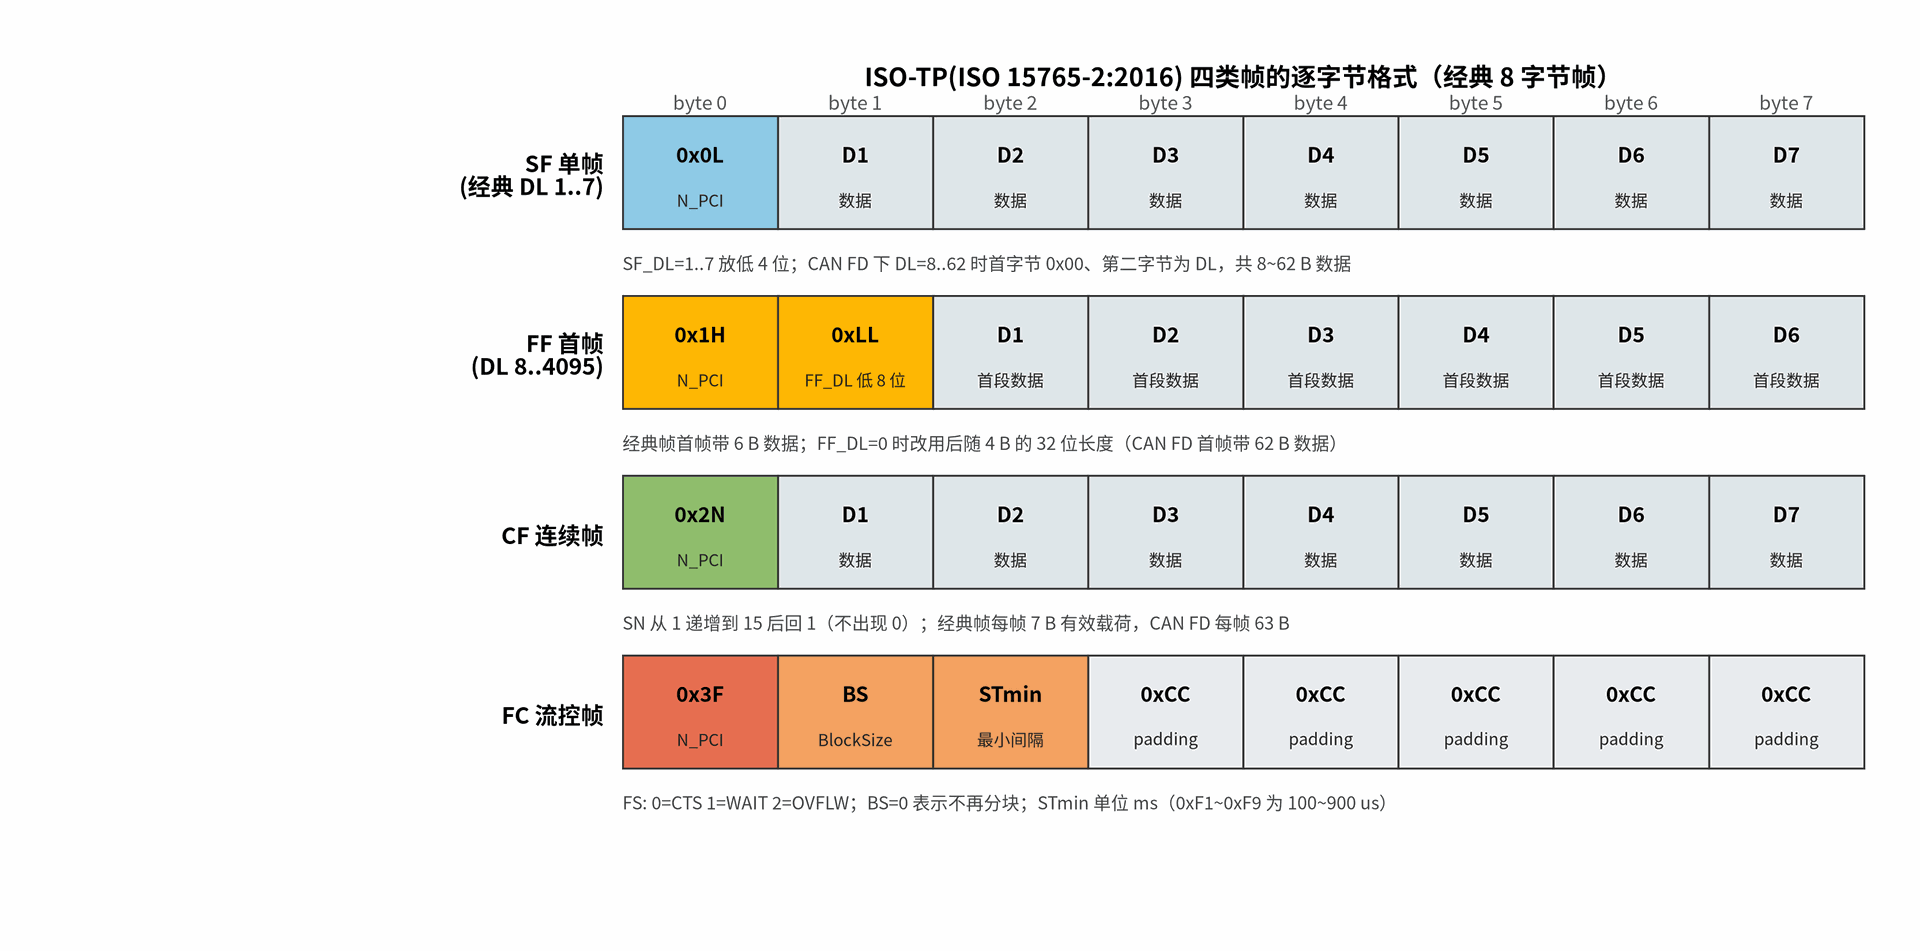 ISO-TP(ISO 15765-2:2016) 四类帧的逐字节格式（经典 8 字节帧）
byte 0 byte 1 byte 2 byte 3 byte 4 byte 5 byte 6 byte 7
SF 单帧
(经典 DL 1..7)
0x0L D1 D2 D3 D4 D5 D6 D7
N_PCI 数据 数据 数据 数据 数据 数据 数据
SF_DL=1..7 放低 4 位；CAN FD 下 DL=8..62 时首字节 0x00、第二字节为 DL，共 8~62 B 数据
FF 首帧
(DL 8..4095)
0x1H 0xLL D1 D2 D3 D4 D5 D6
N_PCI FF_DL 低 8 位 首段数据 首段数据 首段数据 首段数据 首段数据 首段数据
经典帧首帧带 6 B 数据；FF_DL=0 时改用后随 4 B 的 32 位长度（CAN FD 首帧带 62 B 数据）
CF 连续帧
0x2N D1 D2 D3 D4 D5 D6 D7
N_PCI 数据 数据 数据 数据 数据 数据 数据
SN 从 1 递增到 15 后回 1（不出现 0）；经典帧每帧 7 B 有效载荷，CAN FD 每帧 63 B
FC 流控帧
0x3F BS STmin 0xCC 0xCC 0xCC 0xCC 0xCC
N_PCI BlockSize 最小间隔 padding padding padding padding padding
FS: 0=CTS 1=WAIT 2=OVFLW；BS=0 表示不再分块；STmin 单位 ms（0xF1~0xF9 为 100~900 us）